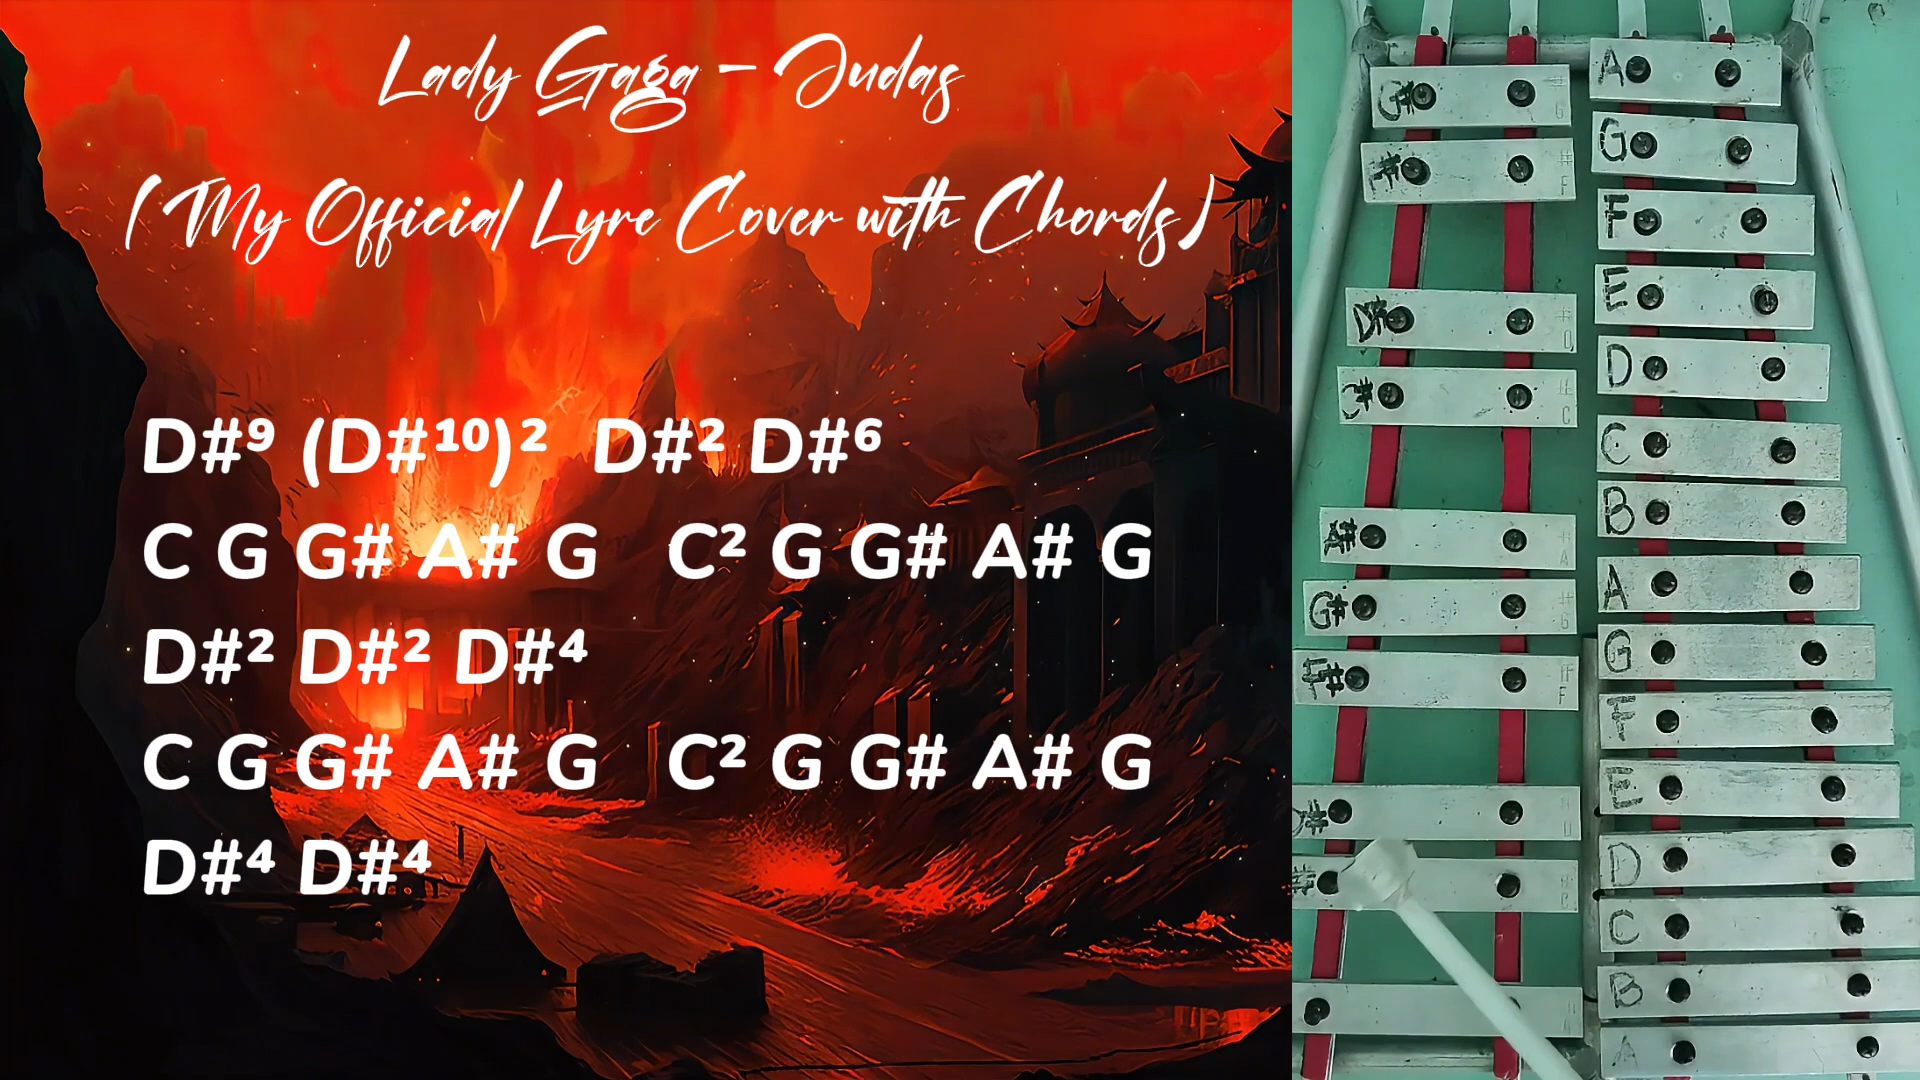 Lady Gaga - Judas
(My Official Lyre Cover with Chords)
D#⁹ (D#¹⁰)² D#² D#⁶
C G G# A# G C² G G# A# G
D#² D#² D#⁴
C G G# A# G C² G G# A# G
D#⁴ D#⁴
G#
F#
D#
C#
A#
G#
F#
A
G
F
E
D
C
B
A
G
F
E
D
C
B
A